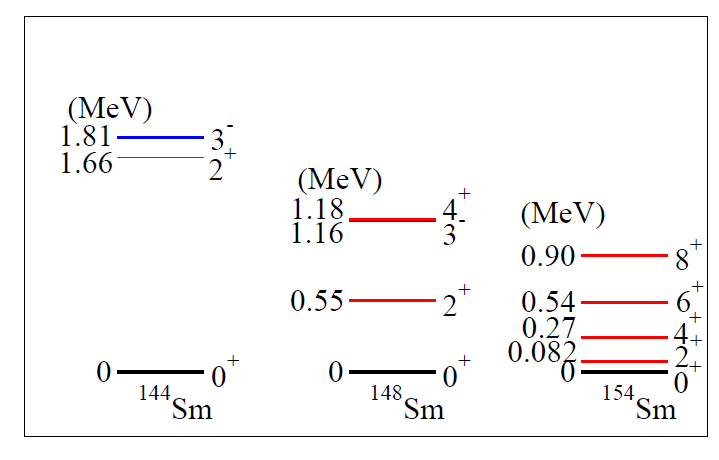 (MeV)
1.81 3-
1.66 2+
0 0+
144Sm
(MeV)
1.18 4+
1.16 3-
0.55 2+
0 0+
148Sm
(MeV)
0.90 8+
0.54 6+
0.27 4+
0.082 2+
0 0+
154Sm